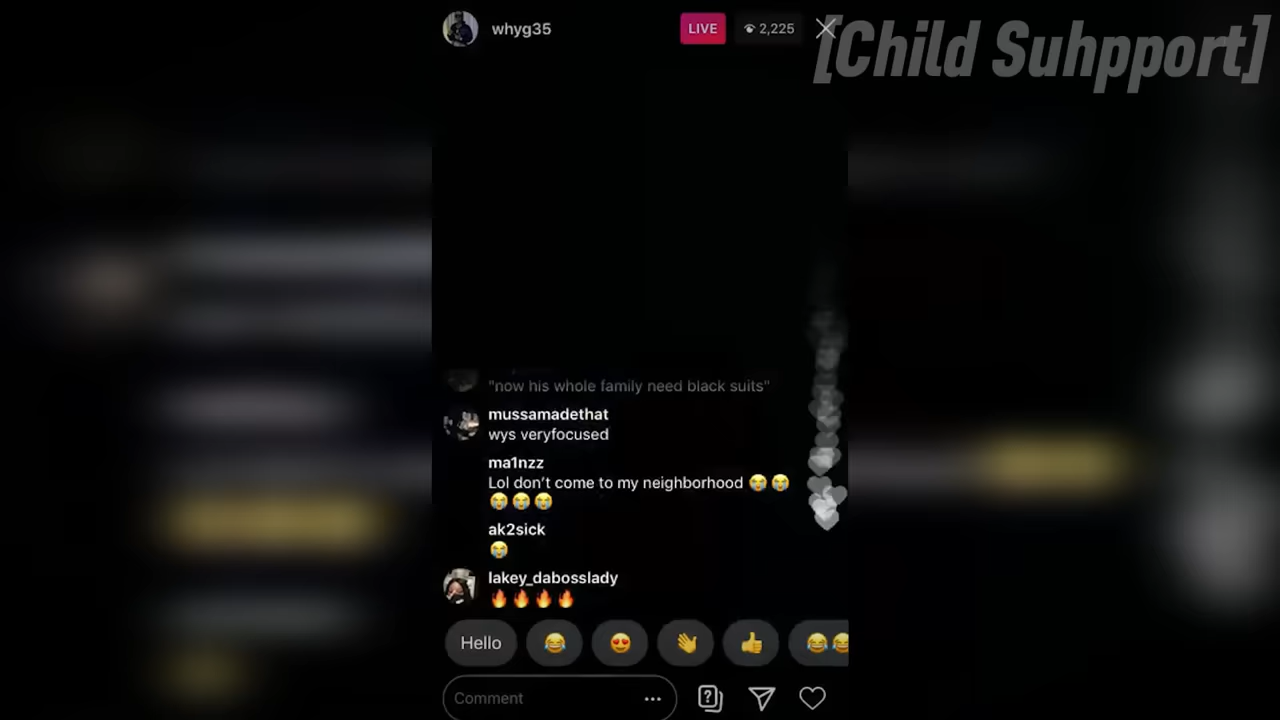 whyg35
LIVE
2,225
[Child Suhpport]
"now his whole family need black suits"
mussamadethat
wys veryfocused
ma1nzz
Lol don't come to my neighborhood 😭😭
😭😭😭
ak2sick
😭
lakey_dabosslady
🔥🔥🔥🔥
Hello 😂 😍 👋 👍 😂😂
Comment